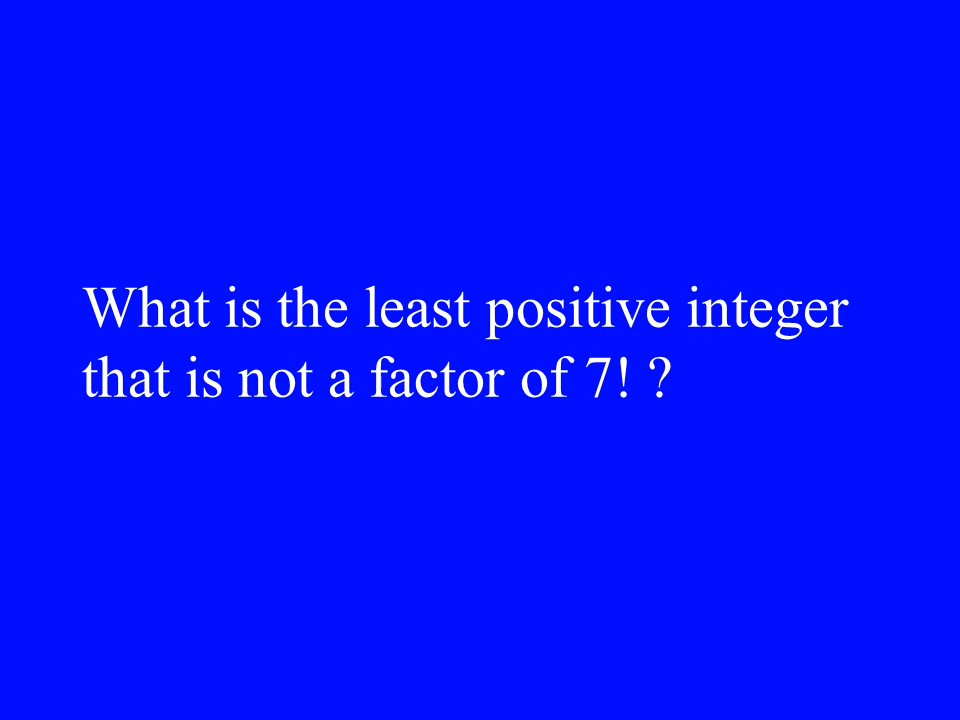 What is the least positive integer
that is not a factor of 7! ?